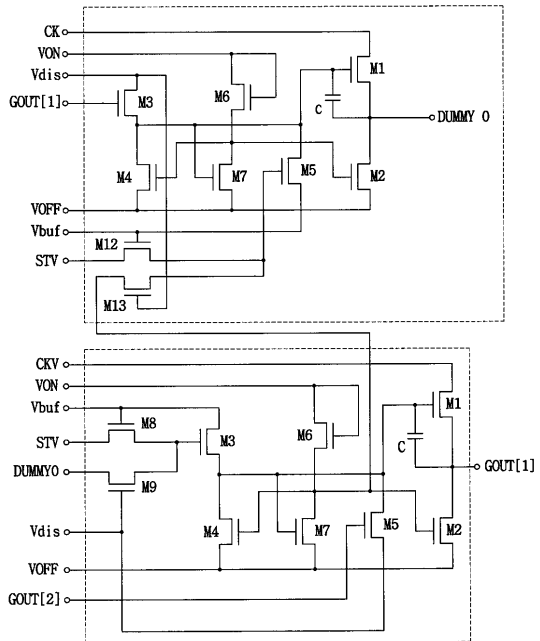 CK
VON
Vdis
GOUT[1]
M3
M6
M1
C
DUMMY 0
M4
M7
M5
M2
VOFF
Vbuf
M12
STV
M13
CKV
VON
Vbuf
M8
M3
M6
M1
STV
C
DUMMY0
GOUT[1]
M9
Vdis
M4
M7
M5
M2
VOFF
GOUT[2]